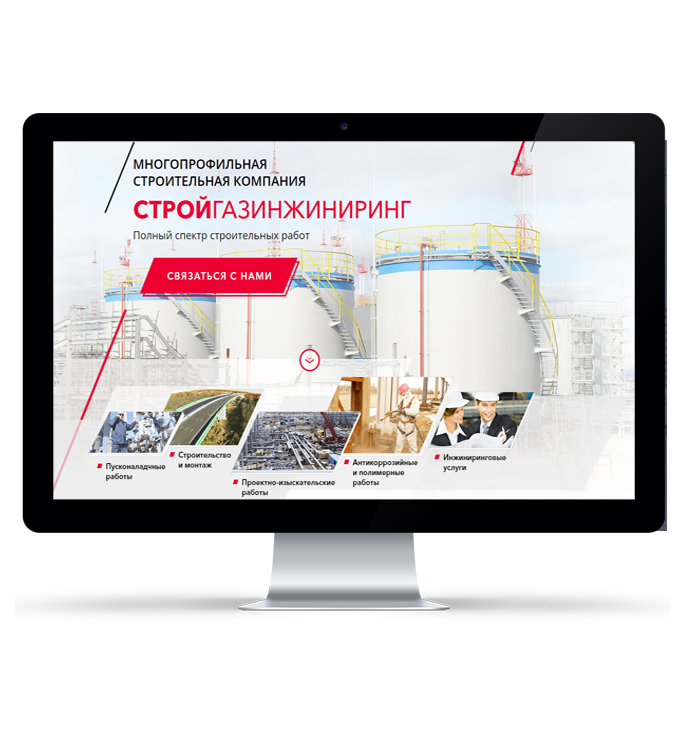 МНОГОПРОФИЛЬНАЯ
СТРОИТЕЛЬНАЯ КОМПАНИЯ
СТРОЙГАЗИНЖИНИРИНГ
Полный спектр строительных работ
СВЯЗАТЬСЯ С НАМИ
Пусконаладчные
работы
Строительство
и монтаж
Проектно-изыскательские
работы
Антикоррозийные
и полимерные
работы
Инжиниринговые
услуги